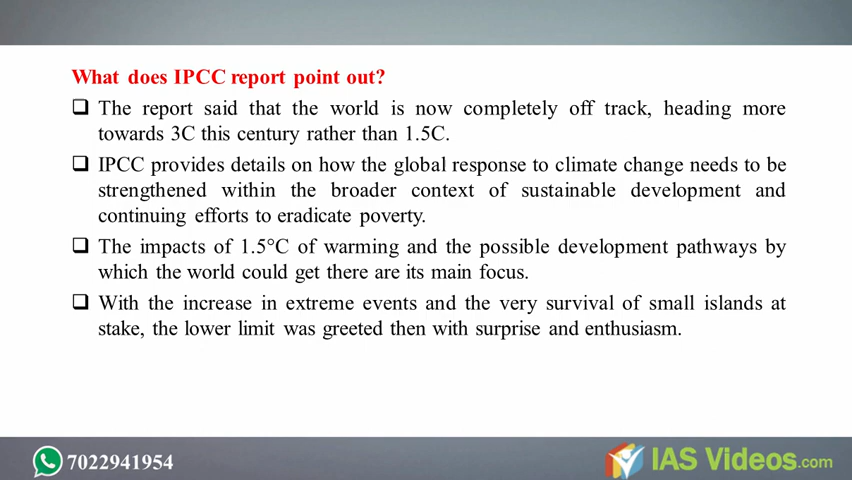 What does IPCC report point out?
❑ The report said that the world is now completely off track, heading more
towards 3C this century rather than 1.5C.
❑ IPCC provides details on how the global response to climate change needs to be
strengthened within the broader context of sustainable development and
continuing efforts to eradicate poverty.
❑ The impacts of 1.5°C of warming and the possible development pathways by
which the world could get there are its main focus.
❑ With the increase in extreme events and the very survival of small islands at
stake, the lower limit was greeted then with surprise and enthusiasm.
7022941954
IAS Videos.com